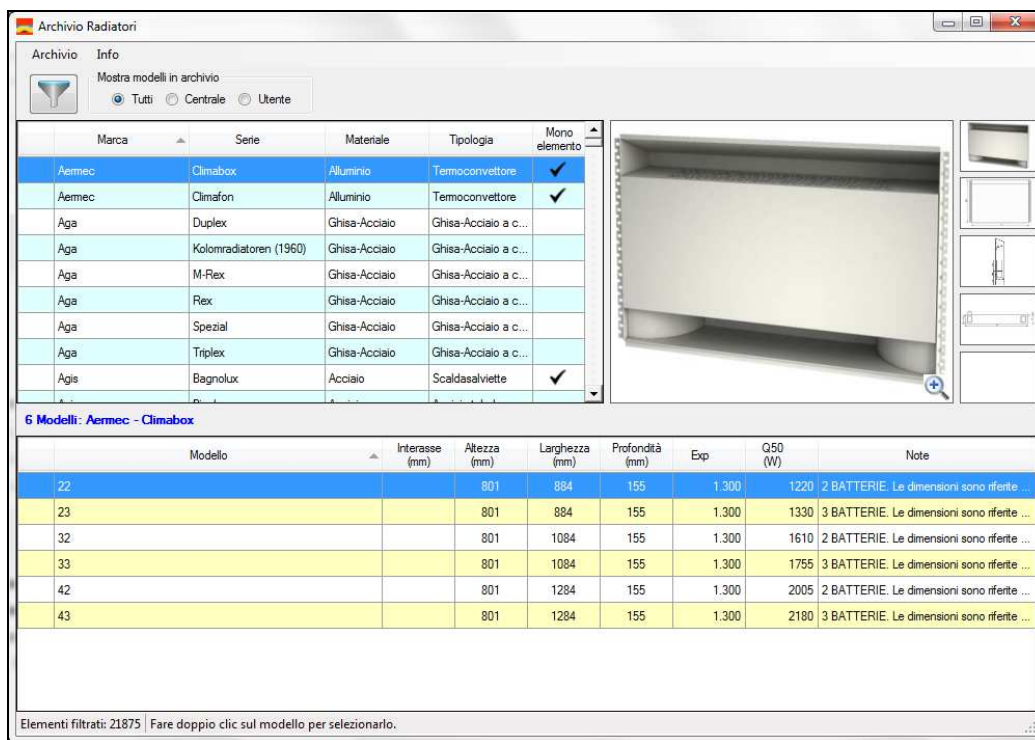 Archivio Radiatori
Archivio Info
Mostra modelli in archivio
Tutti Centrale Utente
Marca Serie Materiale Tipologia Mono elemento
Aermec Climabox Alluminio Termoconvettore
Aermec Climafon Alluminio Termoconvettore
Aga Duplex Ghisa-Acciaio Ghisa-Acciaio a c...
Aga Kolomradiatoren (1960) Ghisa-Acciaio Ghisa-Acciaio a c...
Aga M-Rex Ghisa-Acciaio Ghisa-Acciaio a c...
Aga Rex Ghisa-Acciaio Ghisa-Acciaio a c...
Aga Spezial Ghisa-Acciaio Ghisa-Acciaio a c...
Aga Triplex Ghisa-Acciaio Ghisa-Acciaio a c...
Agis Bagnolux Acciaio Scaldasalviette
6 Modelli: Aermec - Climabox
Modello Interasse (mm) Altezza (mm) Larghezza (mm) Profondità (mm) Exp Q50 (W) Note
22 801 884 155 1.300 1220 2 BATTERIE. Le dimensioni sono riferite ...
23 801 884 155 1.300 1330 3 BATTERIE. Le dimensioni sono riferite ...
32 801 1084 155 1.300 1610 2 BATTERIE. Le dimensioni sono riferite ...
33 801 1084 155 1.300 1755 3 BATTERIE. Le dimensioni sono riferite ...
42 801 1284 155 1.300 2005 2 BATTERIE. Le dimensioni sono riferite ...
43 801 1284 155 1.300 2180 3 BATTERIE. Le dimensioni sono riferite ...
Elementi filtrati: 21875 Fare doppio clic sul modello per selezionarlo.